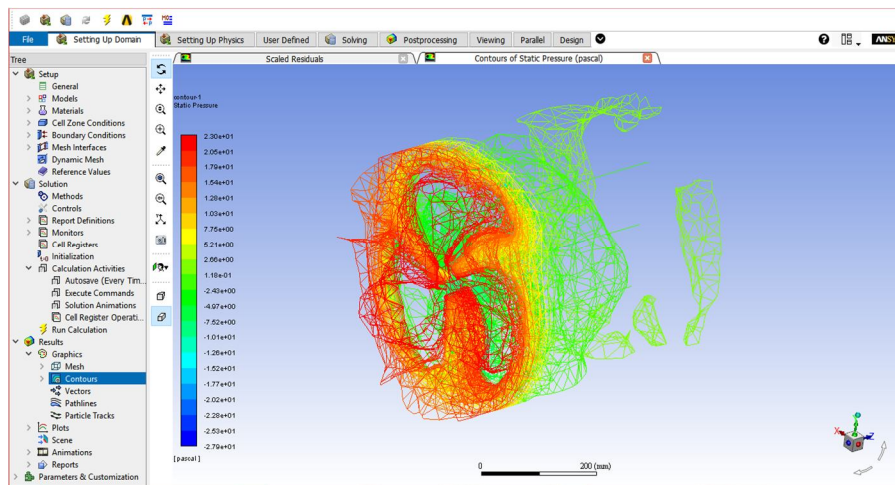 File
Setting Up Domain
Setting Up Physics
User Defined
Solving
Postprocessing
Viewing
Parallel
Design
ANSY
Tree
Setup
General
Models
Materials
Cell Zone Conditions
Boundary Conditions
Mesh Interfaces
Dynamic Mesh
Reference Values
Solution
Methods
Controls
Report Definitions
Monitors
Cell Registers
Initialization
Calculation Activities
Autosave (Every Tim...
Execute Commands
Solution Animations
Cell Register Operati...
Run Calculation
Results
Graphics
Mesh
Contours
Vectors
Pathlines
Particle Tracks
Plots
Scene
Animations
Reports
Parameters & Customization
Scaled Residuals
Contours of Static Pressure (pascal)
contour-1
Static Pressure
2.30e+01
2.05e+01
1.79e+01
1.54e+01
1.28e+01
1.03e+01
7.75e+00
5.21e+00
2.66e+00
1.18e-01
-2.43e+00
-4.97e+00
-7.52e+00
-1.01e+01
-1.26e+01
-1.52e+01
-1.77e+01
-2.02e+01
-2.28e+01
-2.53e+01
-2.79e+01
[ pascal ]
0
200 (mm)
X
Z